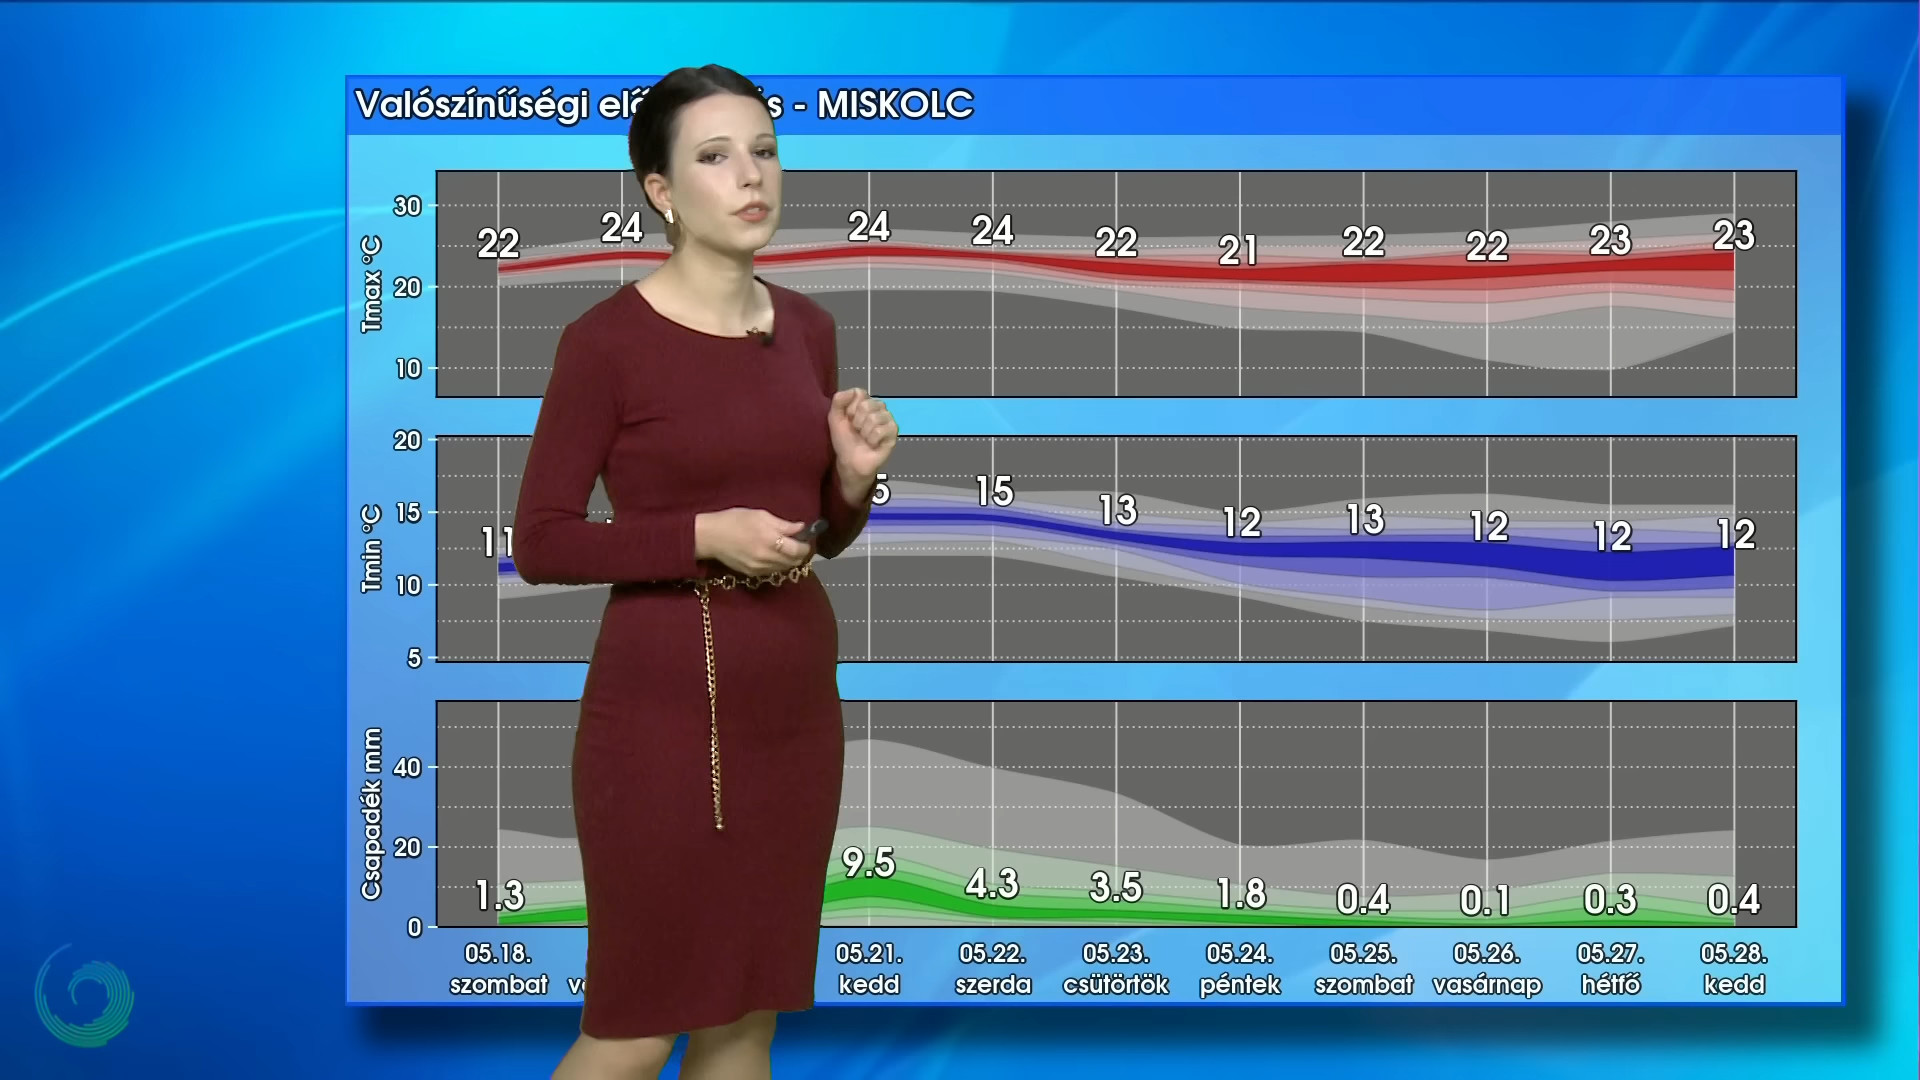 Valószínűségi - MISKOLC
Tmax °C
30
20
10
22 24 24 24 22 21 22 22 23 23
Tmin °C
20
15
10
5
11 15 13 12 13 12 12 12
Csapadék mm
40
20
0
1.3 9.5 4.3 3.5 1.8 0.4 0.1 0.3 0.4
05.18. 05.21. 05.22. 05.23. 05.24. 05.25. 05.26. 05.27. 05.28.
szombat kedd szerda csütörtök péntek szombat vasárnap hétfő kedd